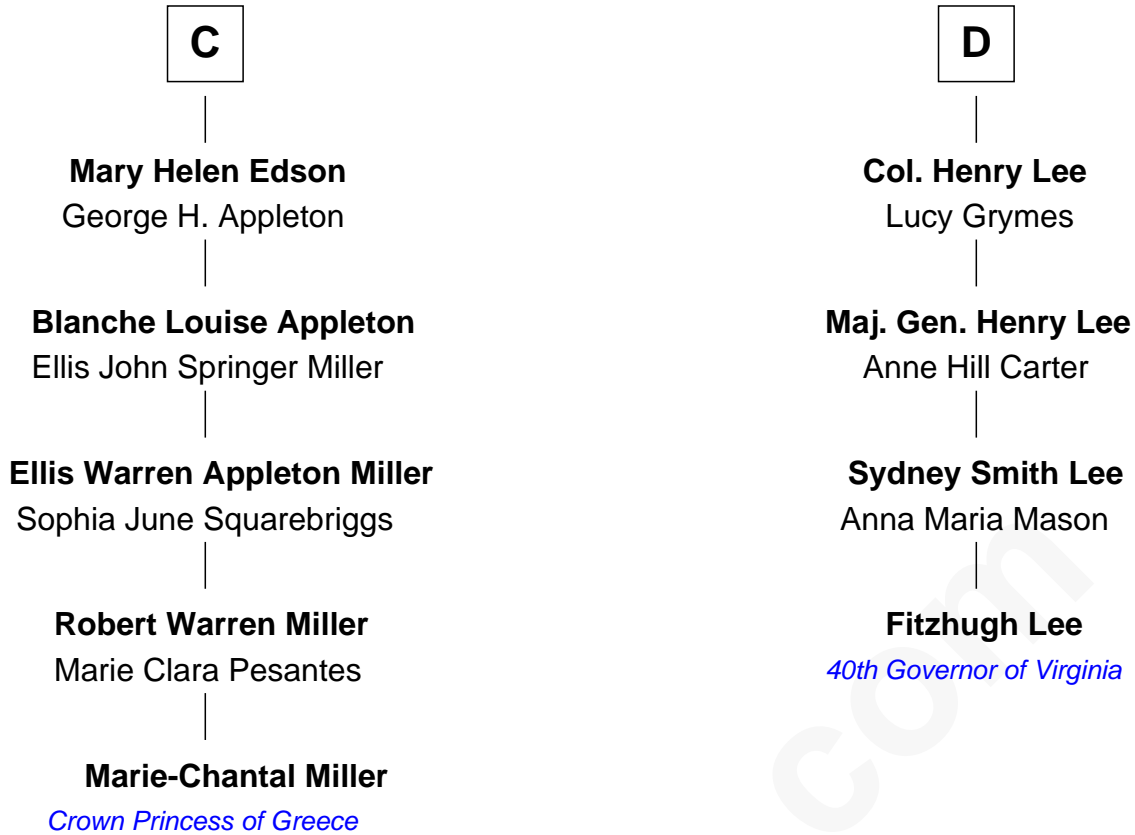 C
Mary Helen Edson
George H. Appleton
Blanche Louise Appleton
Ellis John Springer Miller
Ellis Warren Appleton Miller
Sophia June Squarebriggs
Robert Warren Miller
Marie Clara Pesantes
Marie-Chantal Miller
Crown Princess of Greece
D
Col. Henry Lee
Lucy Grymes
Maj. Gen. Henry Lee
Anne Hill Carter
Sydney Smith Lee
Anna Maria Mason
Fitzhugh Lee
40th Governor of Virginia
com